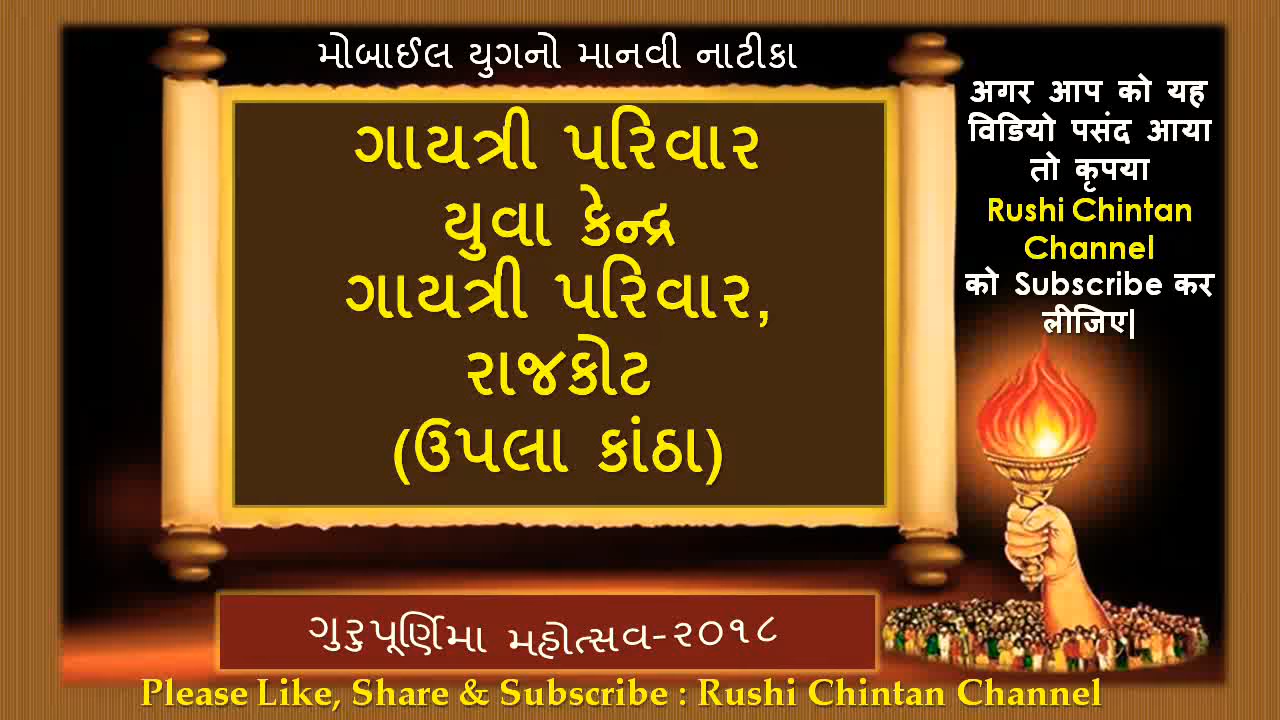 મોબાઈલ યુગનો માનવી નાટીકા
ગાયત્રી પરિવાર
યુવા કેન્દ્ર
ગાયત્રી પરિવાર,
રાજકોટ
(ઉપલા કાંઠા)
अगर आप को यह
विडियो पसंद आया
तो कृपया
Rushi Chintan
Channel
को Subscribe कर
लीजिए|
ગુરુપૂર્ણિમા મહોત્સવ-૨૦૧૮
Please Like, Share & Subscribe : Rushi Chintan Channel